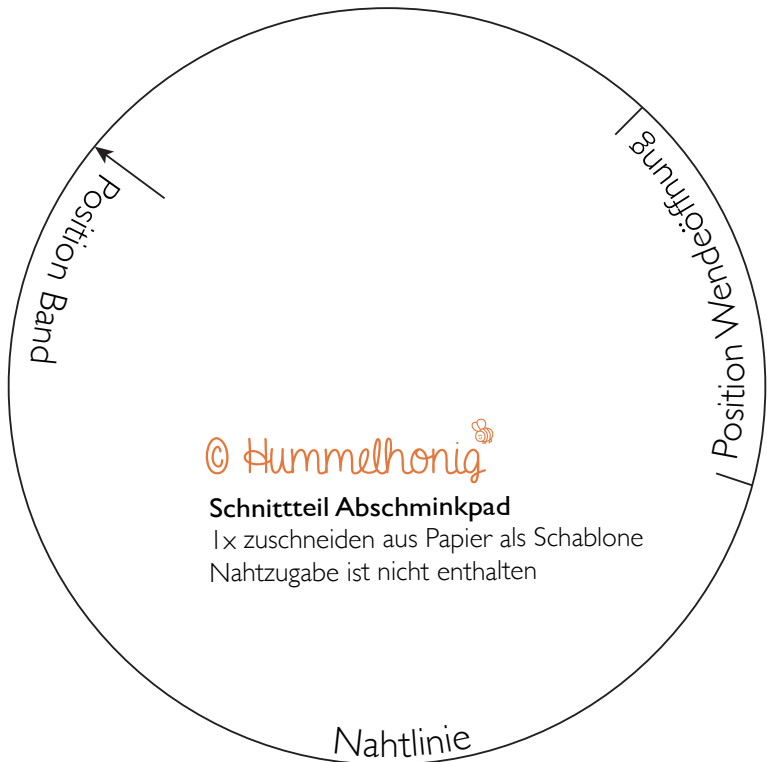 Position Band
Position Wendeöffnung
© Hummelhonig
Schnittteil Abschminkpad
1x zuschneiden aus Papier als Schablone
Nahtzugabe ist nicht enthalten
Nahtlinie